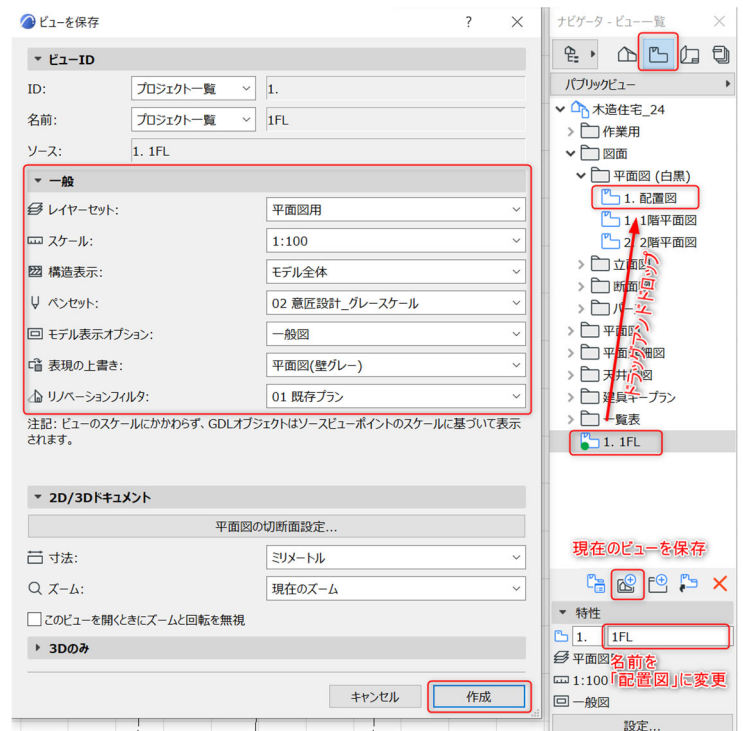 ビューを保存
? ×
ビューID
ID: プロジェクト一覧 1.
名前: プロジェクト一覧 1FL
ソース: 1. 1FL
一般
レイヤーセット: 平面図用
スケール: 1:100
構造表示: モデル全体
ペンセット: 02 意匠設計_グレースケール
モデル表示オプション: 一般図
表現の上書き: 平面図(壁グレー)
リノベーションフィルタ: 01 既存プラン
注記: ビューのスケールにかかわらず、GDLオブジェクトはソースビューポイントのスケールに基づいて表示
されます。
2D/3Dドキュメント
平面図の切断面設定...
寸法: ミリメートル
ズーム: 現在のズーム
このビューを開くときにズームと回転を無視
3Dのみ
キャンセル 作成
ナビゲータ - ビュー一覧
パブリックビュー
木造住宅_24
作業用
図面
平面図 (白黒)
1. 配置図
1. 1階平面図
2. 2階平面図
立面図
断面図
パース
平面図
平面詳細図
天井伏図
建具キープラン
一覧表
1. 1FL
ドラッグアンドドロップ
現在のビューを保存
特性
1. 1FL
平面図
名前を
1:100
「配置図」に変更
一般図
設定...